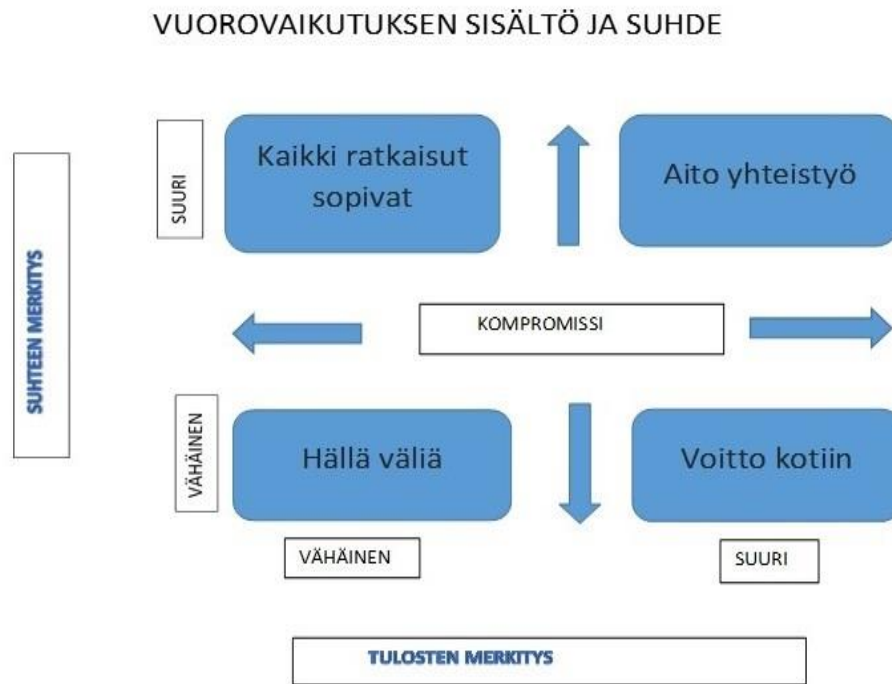 VUOROVAIKUTUKSEN SISÄLTÖ JA SUHDE
SUHTEEN MERKITYS
SUURI
Kaikki ratkaisut
sopivat
Aito yhteistyö
KOMPROMISSI
VÄHÄINEN
Hällä väliä
Voitto kotiin
VÄHÄINEN
SUURI
TULOSTEN MERKITYS